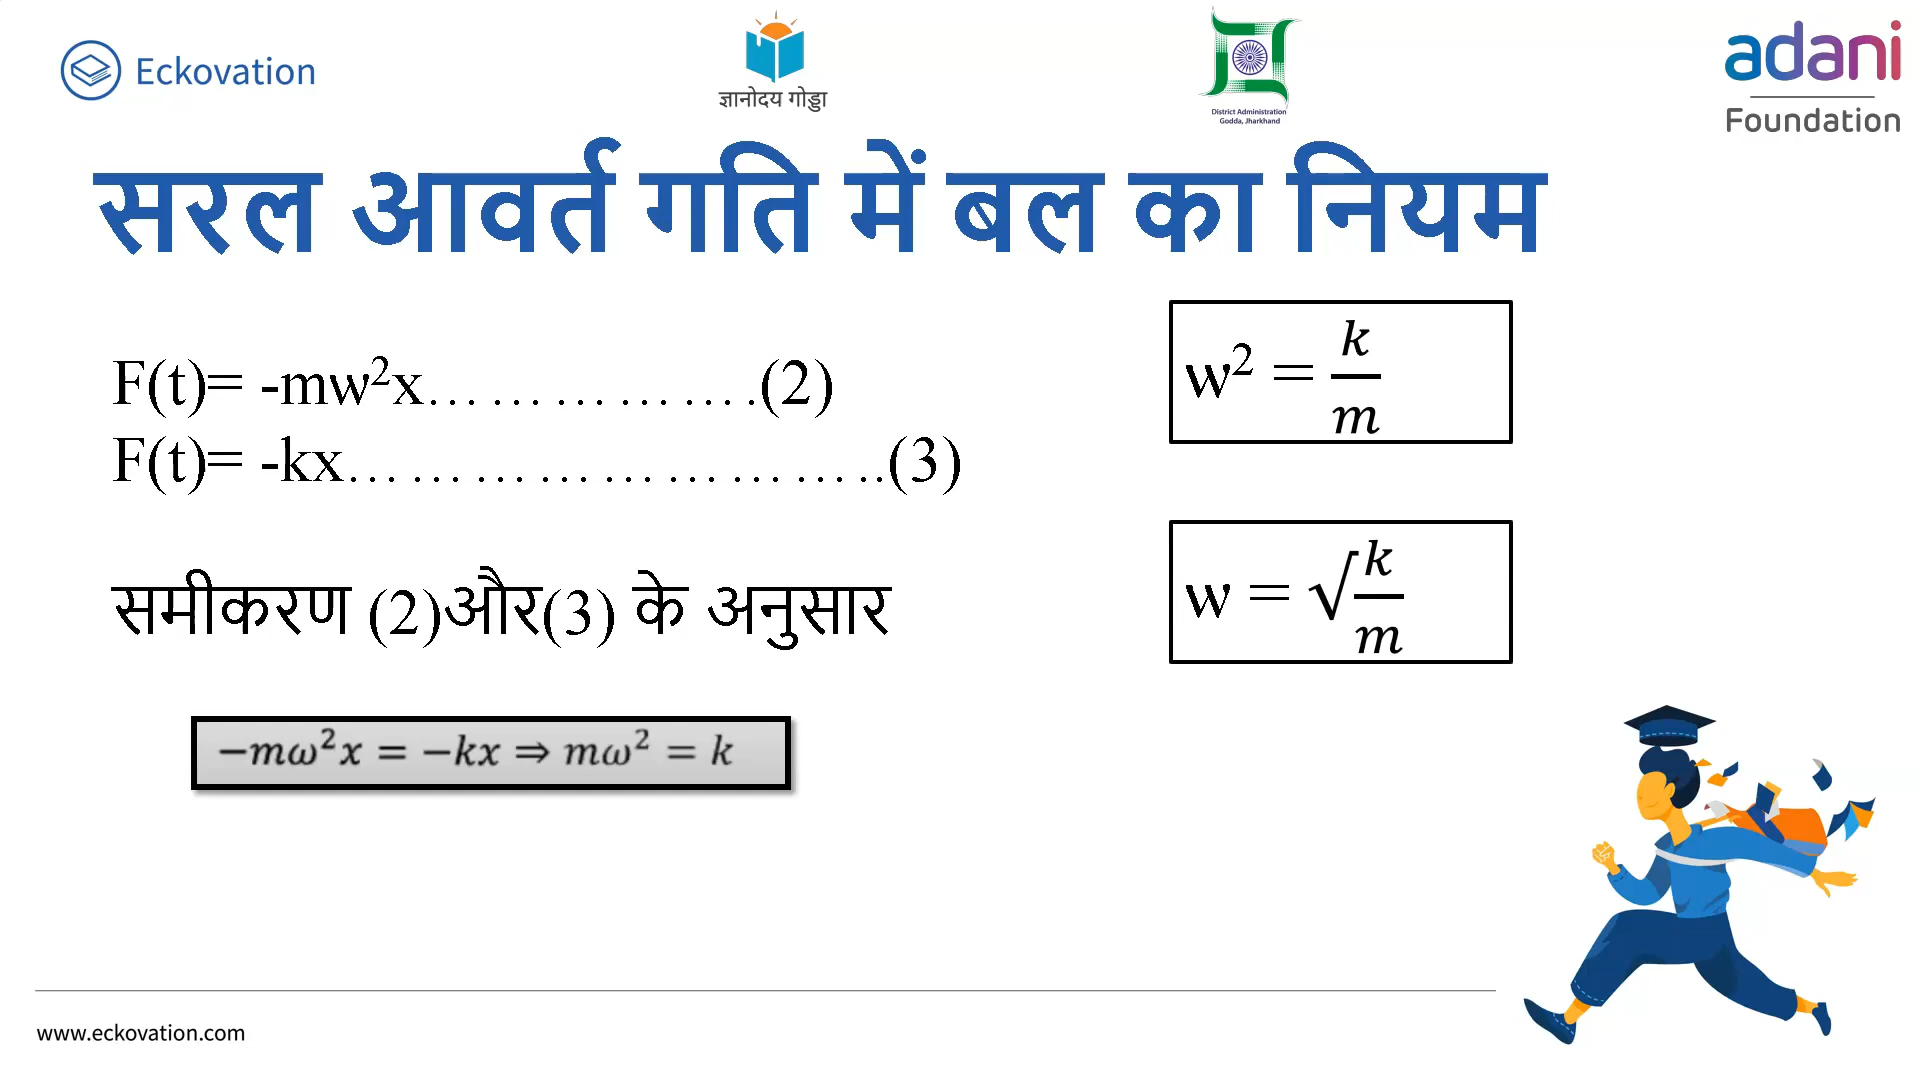 Eckovation
ज्ञानोदय गोड्डा
District Administration
Godda, Jharkhand
adani
Foundation
सरल आवर्त गति में बल का नियम
F(t)= -mw²x…………….(2)
F(t)= -kx……………………..(3)
w² = k/m
समीकरण (2)और(3) के अनुसार
w = √k/m
−mω²x = −kx ⇒ mω² = k
www.eckovation.com